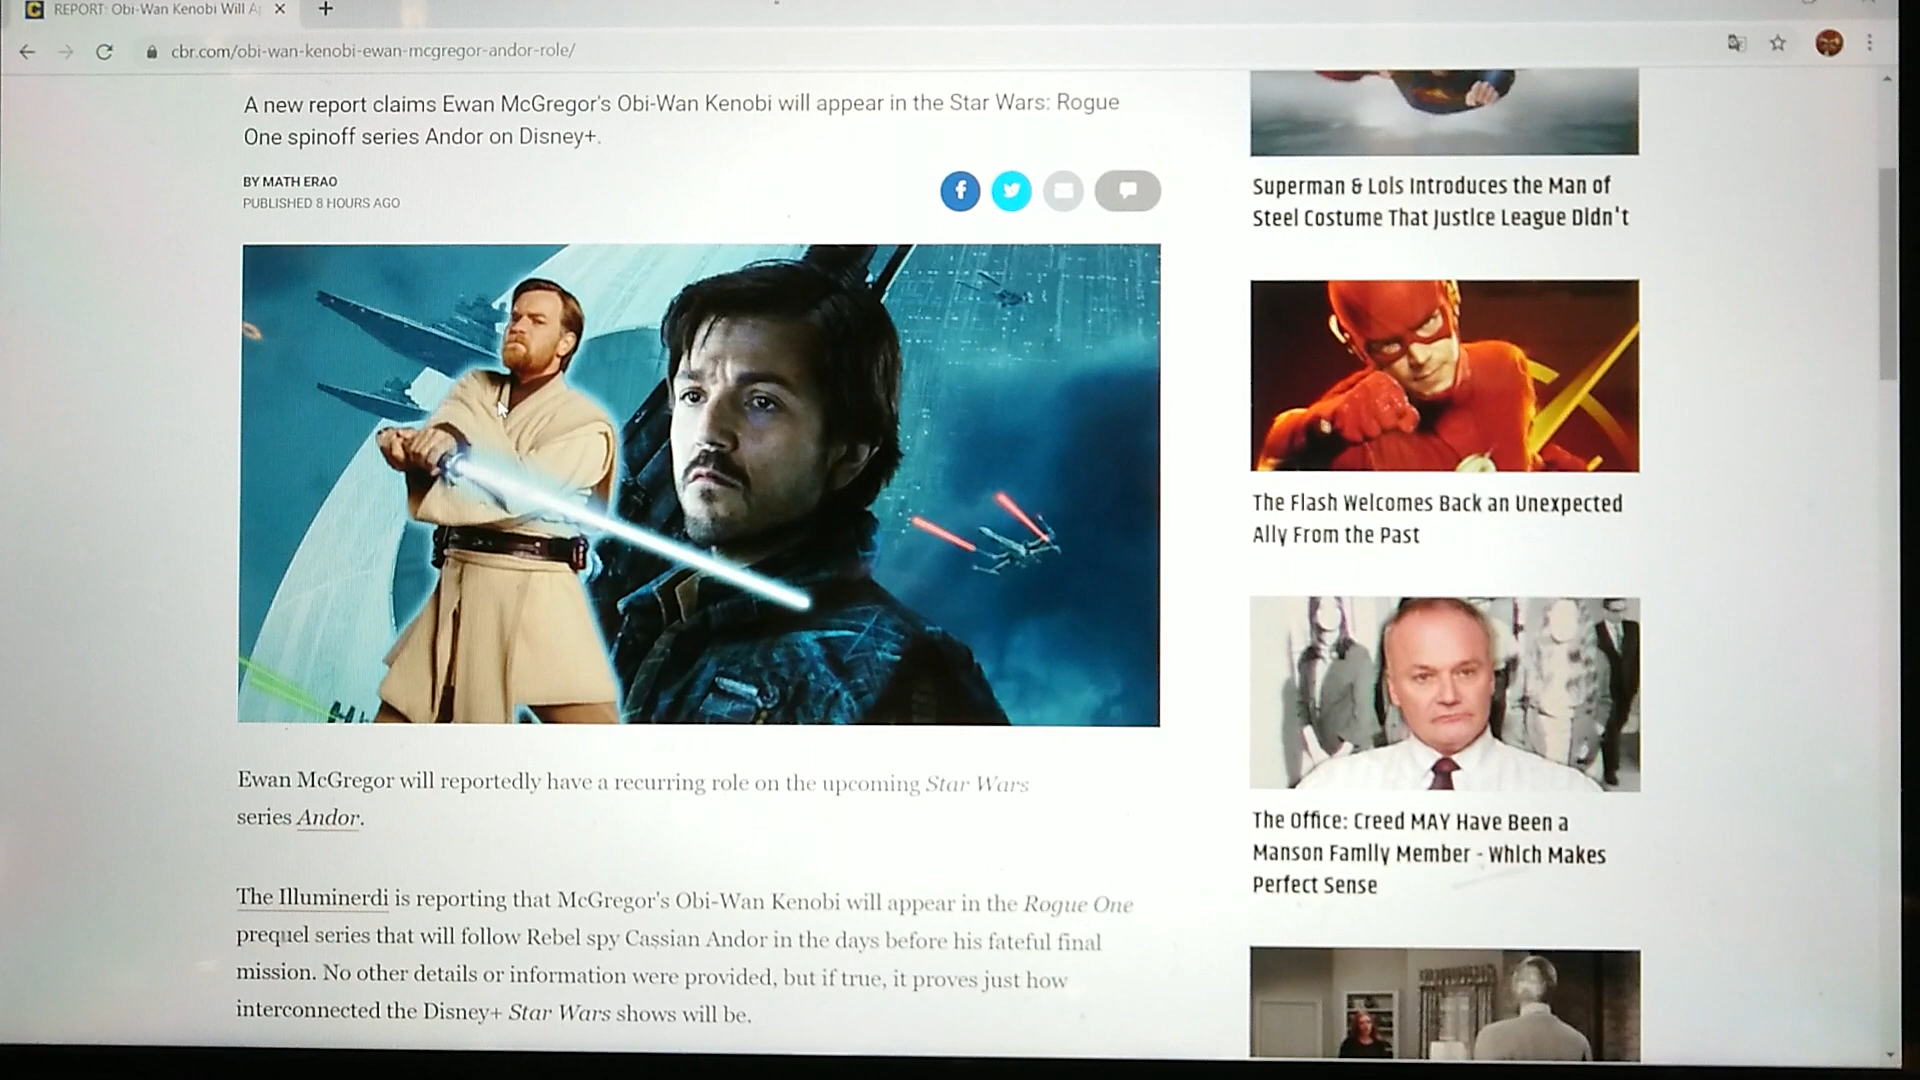 REPORT: Obi-Wan Kenobi Will A
cbr.com/obi-wan-kenobi-ewan-mcgregor-andor-role/
A new report claims Ewan McGregor's Obi-Wan Kenobi will appear in the Star Wars: Rogue
One spinoff series Andor on Disney+.
BY MATH ERAO
PUBLISHED 8 HOURS AGO
Ewan McGregor will reportedly have a recurring role on the upcoming Star Wars
series Andor.
The Illuminerdi is reporting that McGregor's Obi-Wan Kenobi will appear in the Rogue One
prequel series that will follow Rebel spy Cassian Andor in the days before his fateful final
mission. No other details or information were provided, but if true, it proves just how
interconnected the Disney+ Star Wars shows will be.
Superman & Lois Introduces the Man of
Steel Costume That Justice League Didn't
The Flash Welcomes Back an Unexpected
Ally From the Past
The Office: Creed MAY Have Been a
Manson Family Member - Which Makes
Perfect Sense